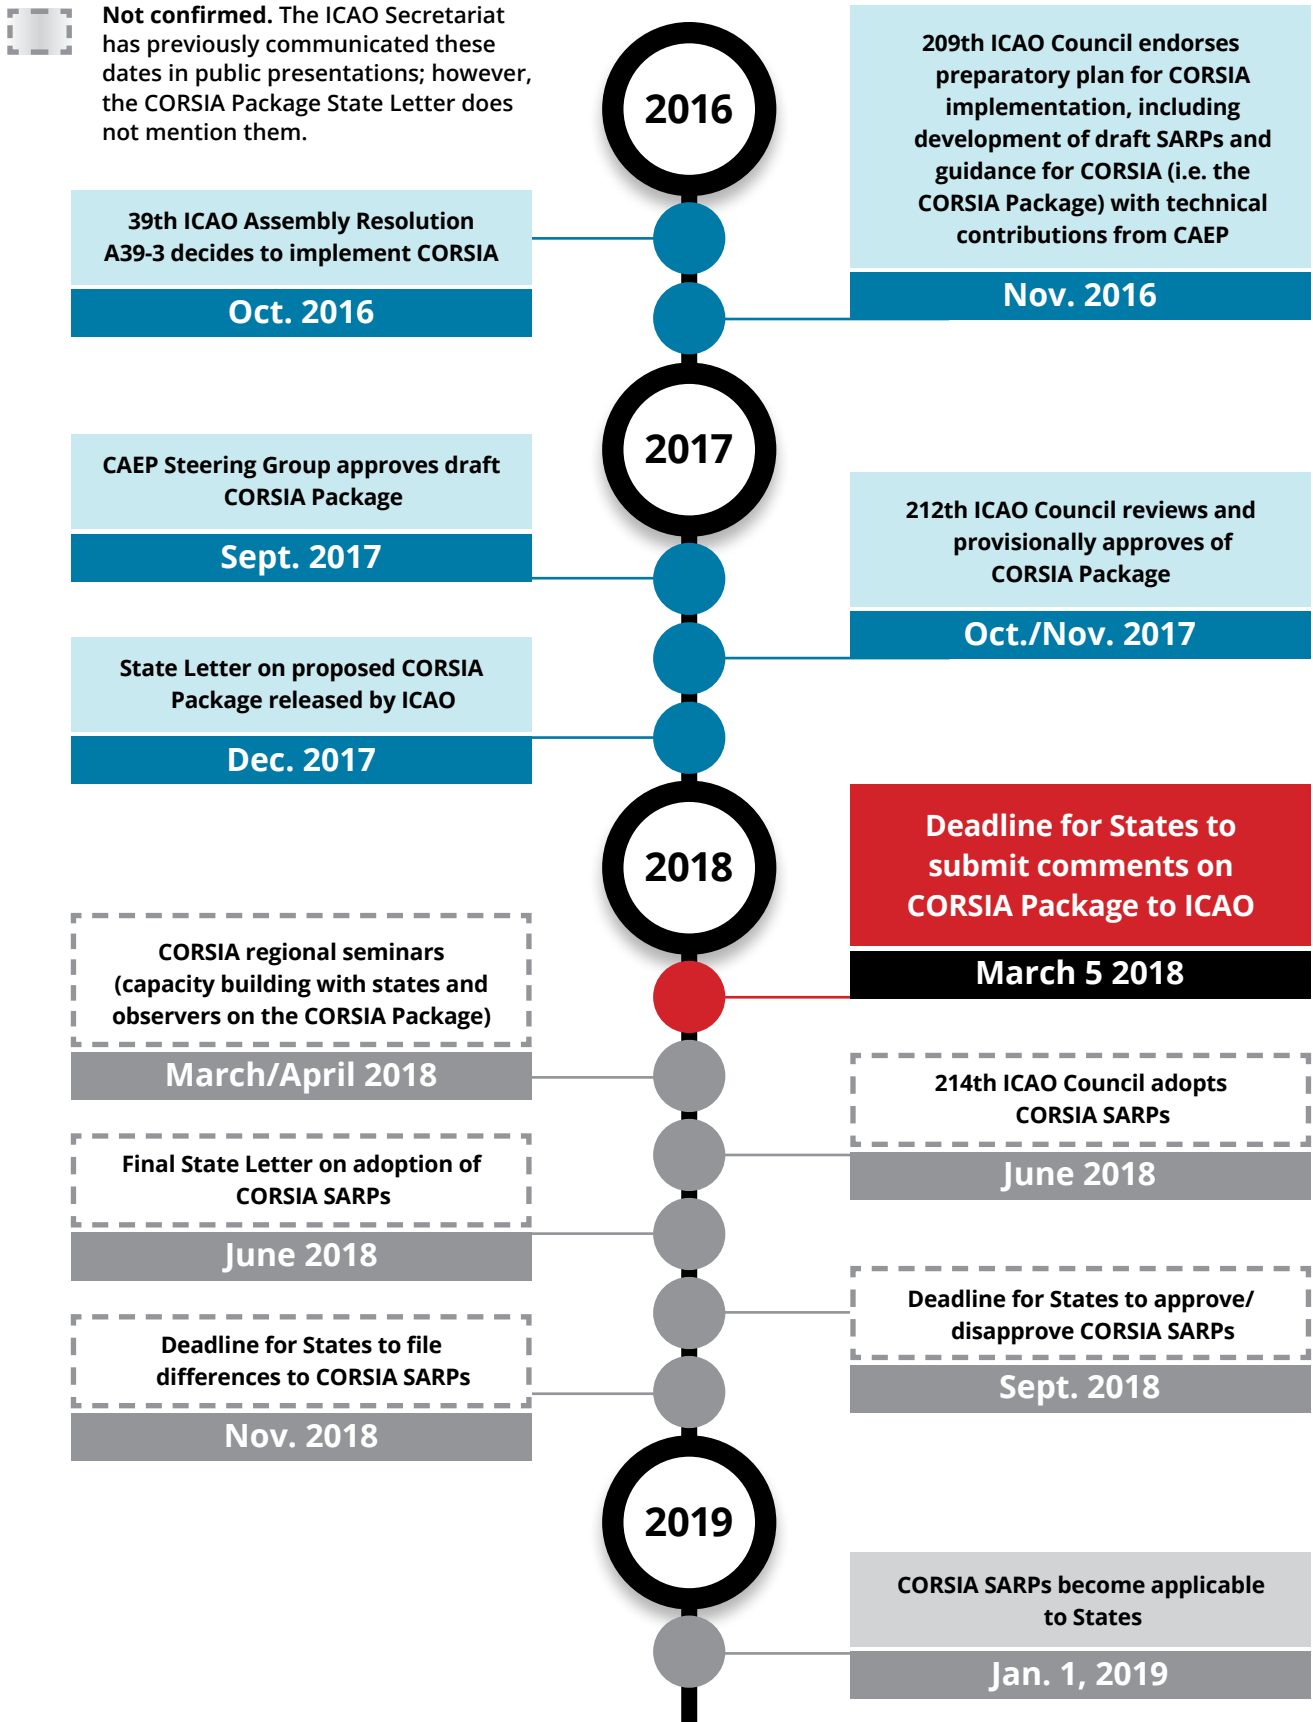 Not confirmed. The ICAO Secretariat
has previously communicated these
dates in public presentations; however,
the CORSIA Package State Letter does
not mention them.
2016
209th ICAO Council endorses
preparatory plan for CORSIA
implementation, including
development of draft SARPs and
guidance for CORSIA (i.e. the
CORSIA Package) with technical
contributions from CAEP
Nov. 2016
39th ICAO Assembly Resolution
A39-3 decides to implement CORSIA
Oct. 2016
2017
CAEP Steering Group approves draft
CORSIA Package
Sept. 2017
212th ICAO Council reviews and
provisionally approves of
CORSIA Package
Oct./Nov. 2017
State Letter on proposed CORSIA
Package released by ICAO
Dec. 2017
2018
Deadline for States to
submit comments on
CORSIA Package to ICAO
March 5 2018
CORSIA regional seminars
(capacity building with states and
observers on the CORSIA Package)
March/April 2018
214th ICAO Council adopts
CORSIA SARPs
June 2018
Final State Letter on adoption of
CORSIA SARPs
June 2018
Deadline for States to approve/
disapprove CORSIA SARPs
Sept. 2018
Deadline for States to file
differences to CORSIA SARPs
Nov. 2018
2019
CORSIA SARPs become applicable
to States
Jan. 1, 2019